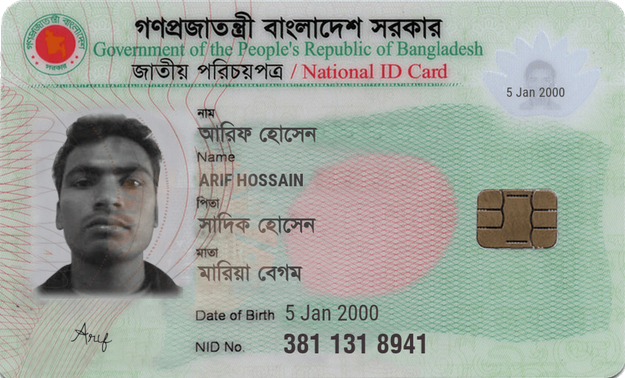 গণপ্রজাতন্ত্রী বাংলাদেশ সরকার
Government of the People's Republic of Bangladesh
জাতীয় পরিচয়পত্র / National ID Card
5 Jan 2000
নাম
আরিফ হোসেন
Name
ARIF HOSSAIN
পিতা
সাদিক হোসেন
মাতা
মারিয়া বেগম
Date of Birth 5 Jan 2000
NID No. 381 131 8941
Arif